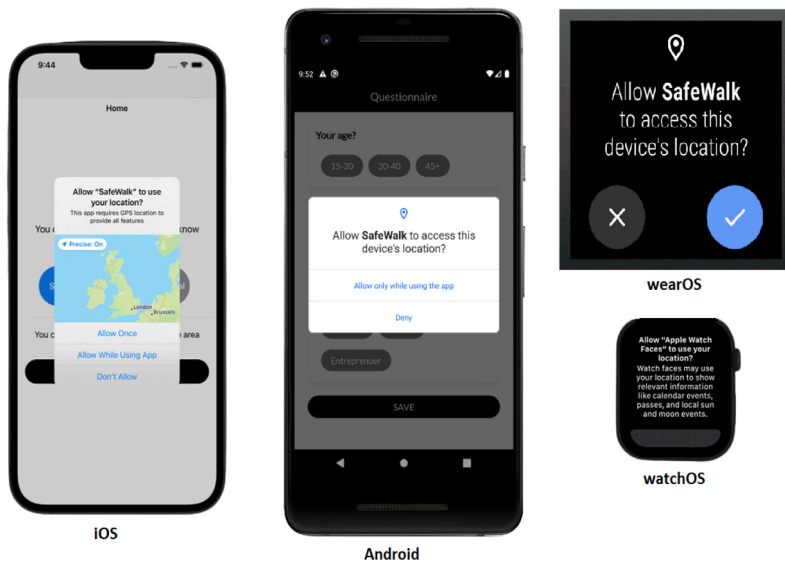 9:44
Home
Allow “SafeWalk” to use
your location?
This app requires GPS location to
provide all features
know
Precise: On
London
Brussels
Allow Once
Allow While Using App
Don't Allow
area
iOS
9:52
Questionnaire
Your age?
15-30 30-40 45+
Allow SafeWalk to access this
device's location?
Allow only while using the app
Deny
Entreprenuer
SAVE
Android
Allow SafeWalk
to access this
device's location?
wearOS
Allow “Apple Watch
Faces” to use your
location?
Watch faces may use
your location to show
relevant information
like calendar events,
passes, and local sun
and moon events.
watchOS